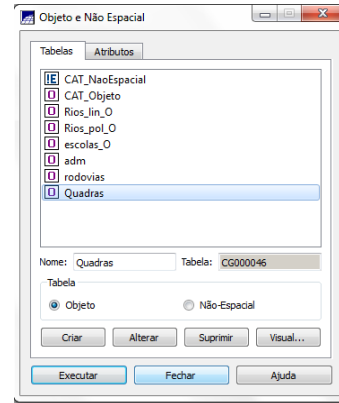 Objeto e Não Espacial
Tabelas Atributos
!E CAT_NaoEspacial
O CAT_Objeto
O Rios_lin_O
O Rios_pol_O
O escolas_O
O adm
O rodovias
O Quadras
Nome: Quadras Tabela: CG000046
Tabela
Objeto Não-Espacial
Criar Alterar Suprimir Visual...
Executar Fechar Ajuda